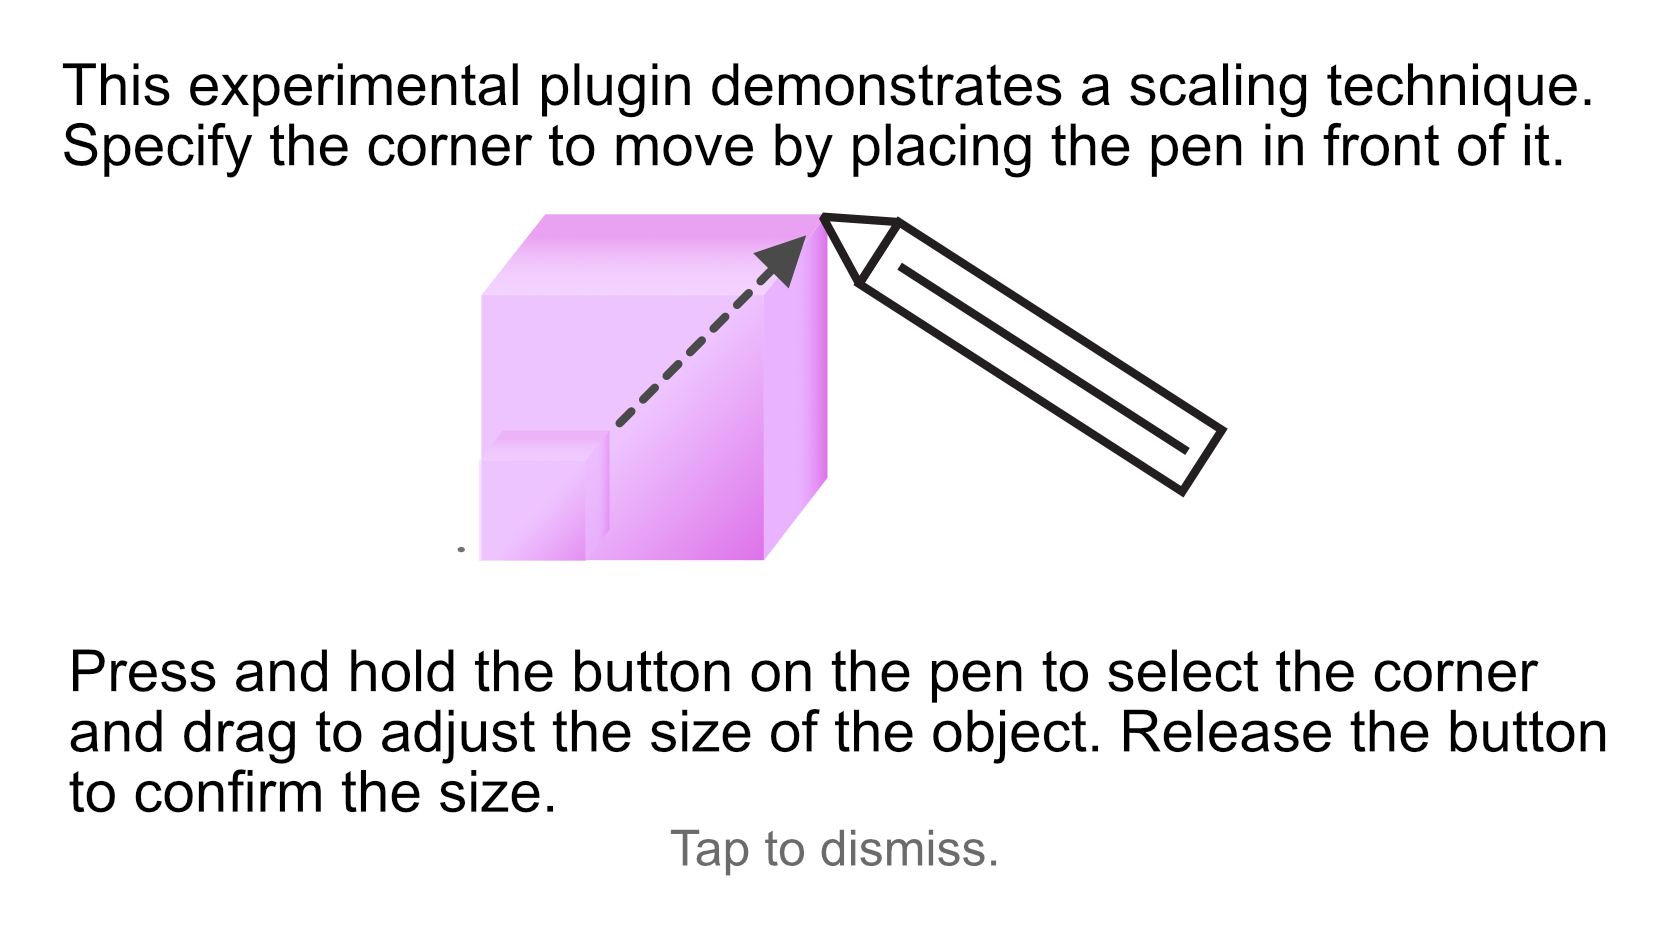 This experimental plugin demonstrates a scaling technique.
Specify the corner to move by placing the pen in front of it.
Press and hold the button on the pen to select the corner
and drag to adjust the size of the object. Release the button
to confirm the size.
Tap to dismiss.